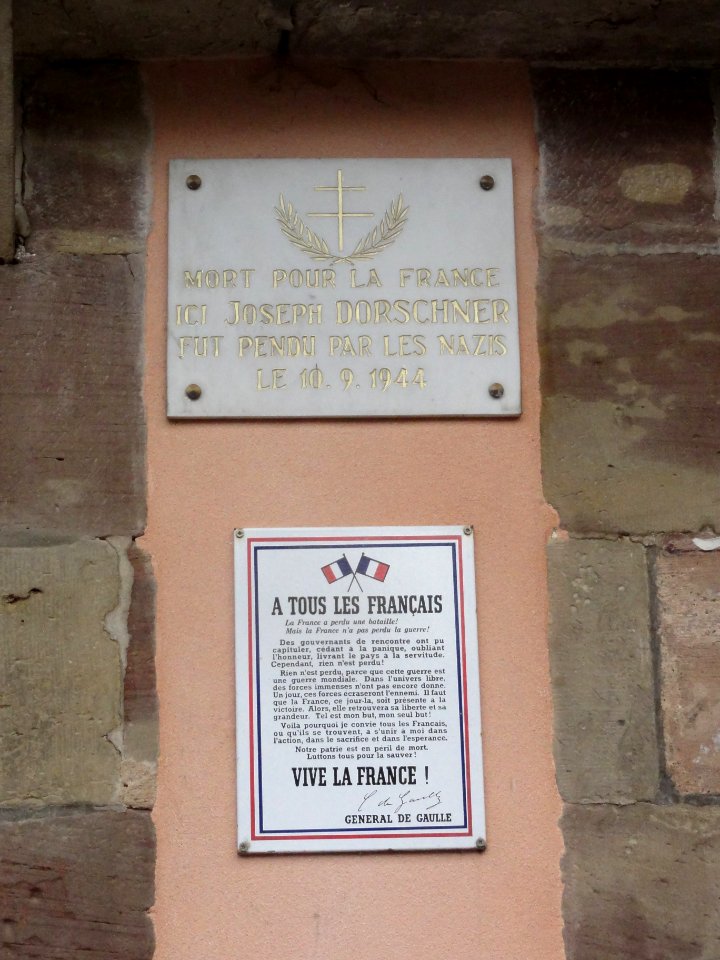 MORT POUR LA FRANCE
ICI JOSEPH DORSCHNER
FUT PENDU PAR LES NAZIS
LE 10. 9. 1944
A TOUS LES FRANÇAIS
La France a perdu une bataille!
Mais la France n'a pas perdu la guerre!
Des gouvernants de rencontre ont pu
capituler, cédant à la panique, oubliant
l'honneur, livrant le pays à la servitude.
Cependant, rien n'est perdu!
Rien n'est perdu, parce que cette guerre est
une guerre mondiale. Dans l'univers libre,
des forces immenses n'ont pas encore donné.
Un jour, ces forces écraseront l'ennemi. Il faut
que la France, ce jour-là, soit présente à la
victoire. Alors, elle retrouvera sa liberté et sa
grandeur. Tel est mon but, mon seul but!
Voilà pourquoi je convie tous les Français,
où qu'ils se trouvent, à s'unir à moi dans
l'action, dans le sacrifice et dans l'espérance.
Notre patrie est en péril de mort.
Luttons tous pour la sauver!
VIVE LA FRANCE !
C de Gaulle
GENERAL DE GAULLE